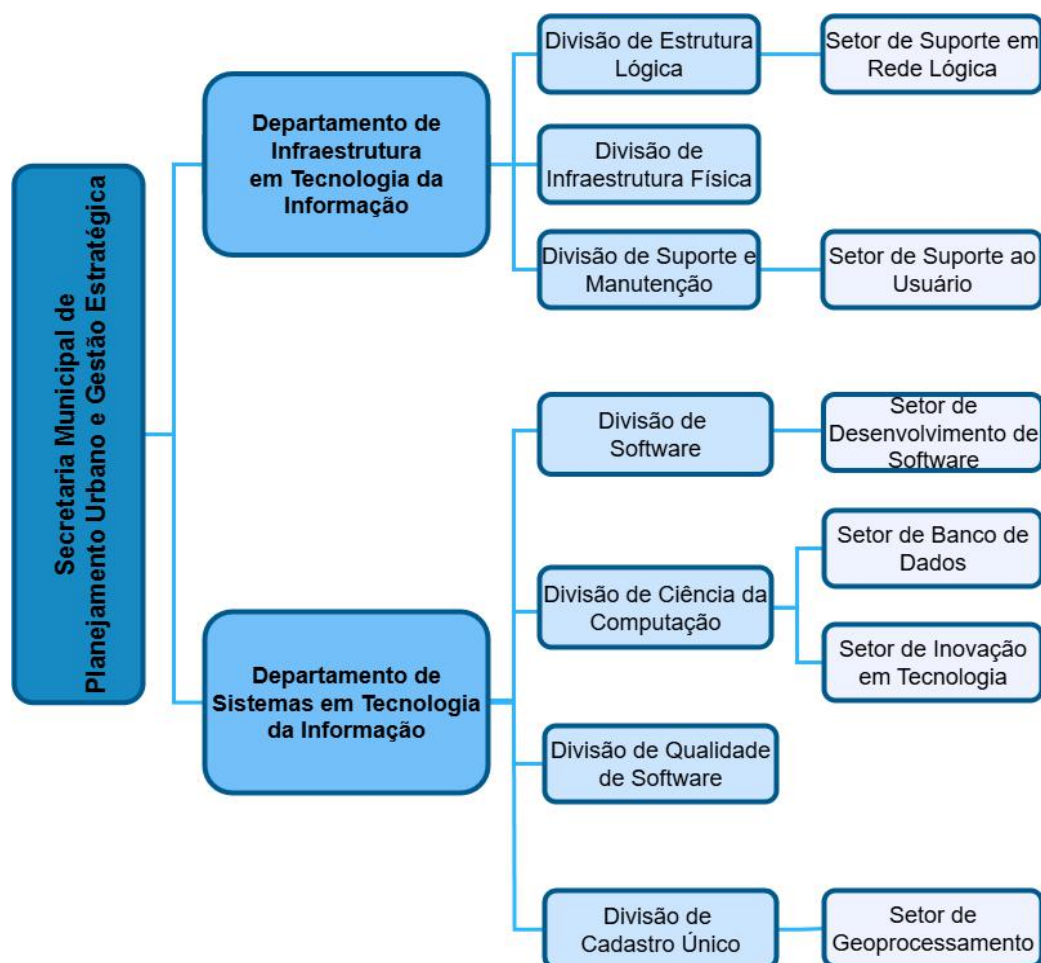 Secretaria Municipal de
Planejamento Urbano e Gestão Estratégica
Departamento de
Infraestrutura
em Tecnologia da
Informação
Divisão de Estrutura
Lógica
Setor de Suporte em
Rede Lógica
Divisão de
Infraestrutura Física
Divisão de Suporte e
Manutenção
Setor de Suporte ao
Usuário
Departamento de
Sistemas em Tecnologia
da Informação
Divisão de
Software
Setor de
Desenvolvimento de
Software
Divisão de Ciência da
Computação
Setor de Banco de
Dados
Setor de Inovação
em Tecnologia
Divisão de Qualidade
de Software
Divisão de
Cadastro Único
Setor de
Geoprocessamento